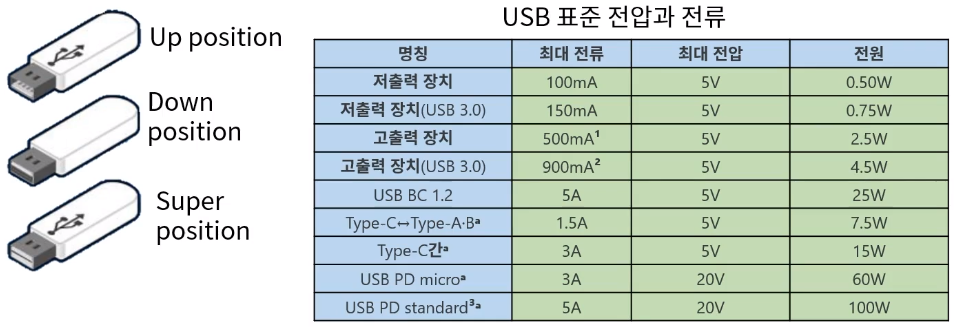 Up position
Down
position
Super
position
USB 표준 전압과 전류
명칭 최대 전류 최대 전압 전원
저출력 장치 100mA 5V 0.50W
저출력 장치(USB 3.0) 150mA 5V 0.75W
고출력 장치 500mA¹ 5V 2.5W
고출력 장치(USB 3.0) 900mA² 5V 4.5W
USB BC 1.2 5A 5V 25W
Type-C↔Type-A·Bᵃ 1.5A 5V 7.5W
Type-C간ᵃ 3A 5V 15W
USB PD microᵃ 3A 20V 60W
USB PD standard³ᵃ 5A 20V 100W